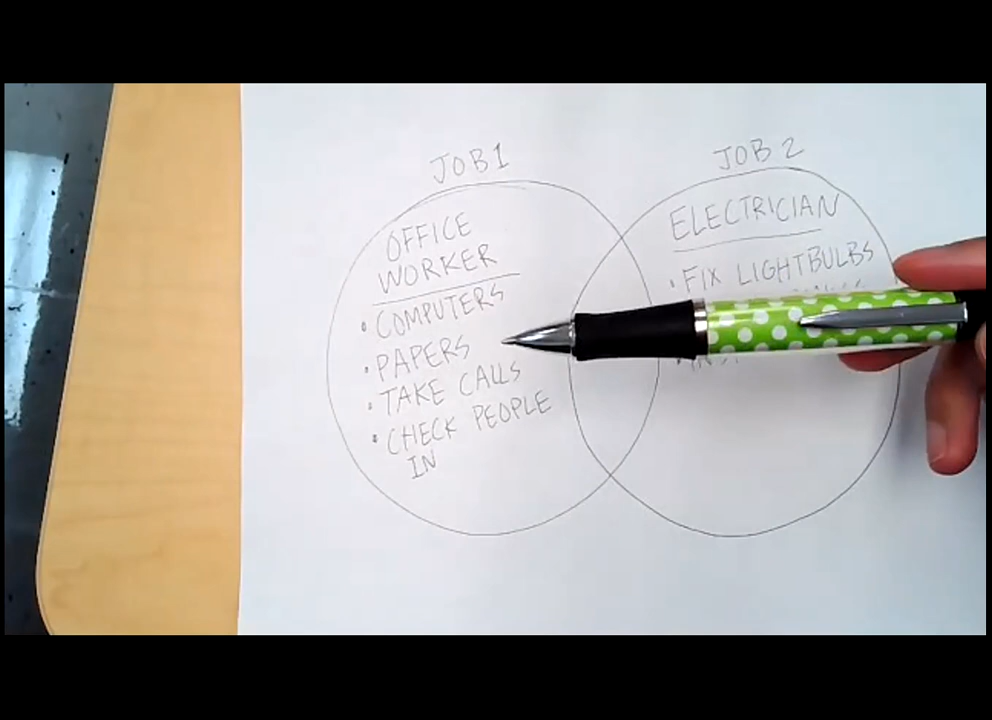 JOB 1
OFFICE
WORKER
• COMPUTERS
• PAPERS
• TAKE CALLS
• CHECK PEOPLE
IN
JOB 2
ELECTRICIAN
• FIX LIGHTBULBS